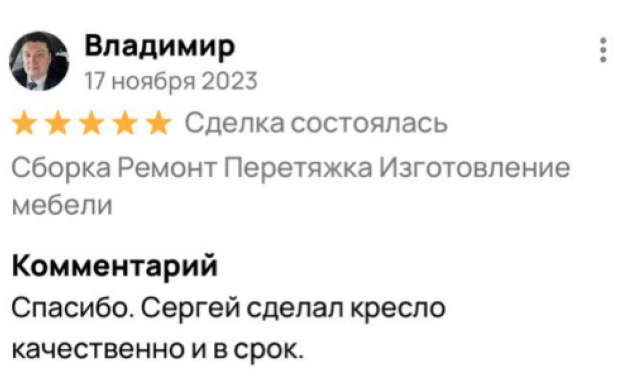 Владимир
17 ноября 2023
Сделка состоялась
Сборка Ремонт Перетяжка Изготовление
мебели
Комментарий
Спасибо. Сергей сделал кресло
качественно и в срок.